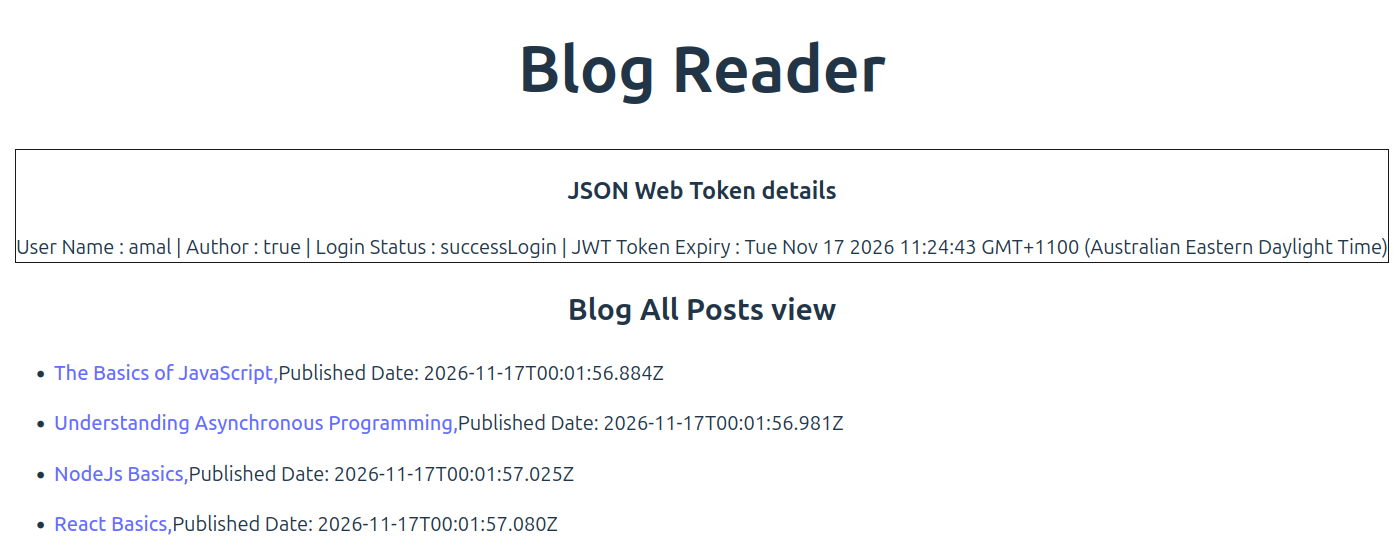 Blog Reader
JSON Web Token details
User Name : amal | Author : true | Login Status : successLogin | JWT Token Expiry : Tue Nov 17 2026 11:24:43 GMT+1100 (Australian Eastern Daylight Time)
Blog All Posts view
The Basics of JavaScript,Published Date: 2026-11-17T00:01:56.884Z
Understanding Asynchronous Programming,Published Date: 2026-11-17T00:01:56.981Z
NodeJs Basics,Published Date: 2026-11-17T00:01:57.025Z
React Basics,Published Date: 2026-11-17T00:01:57.080Z